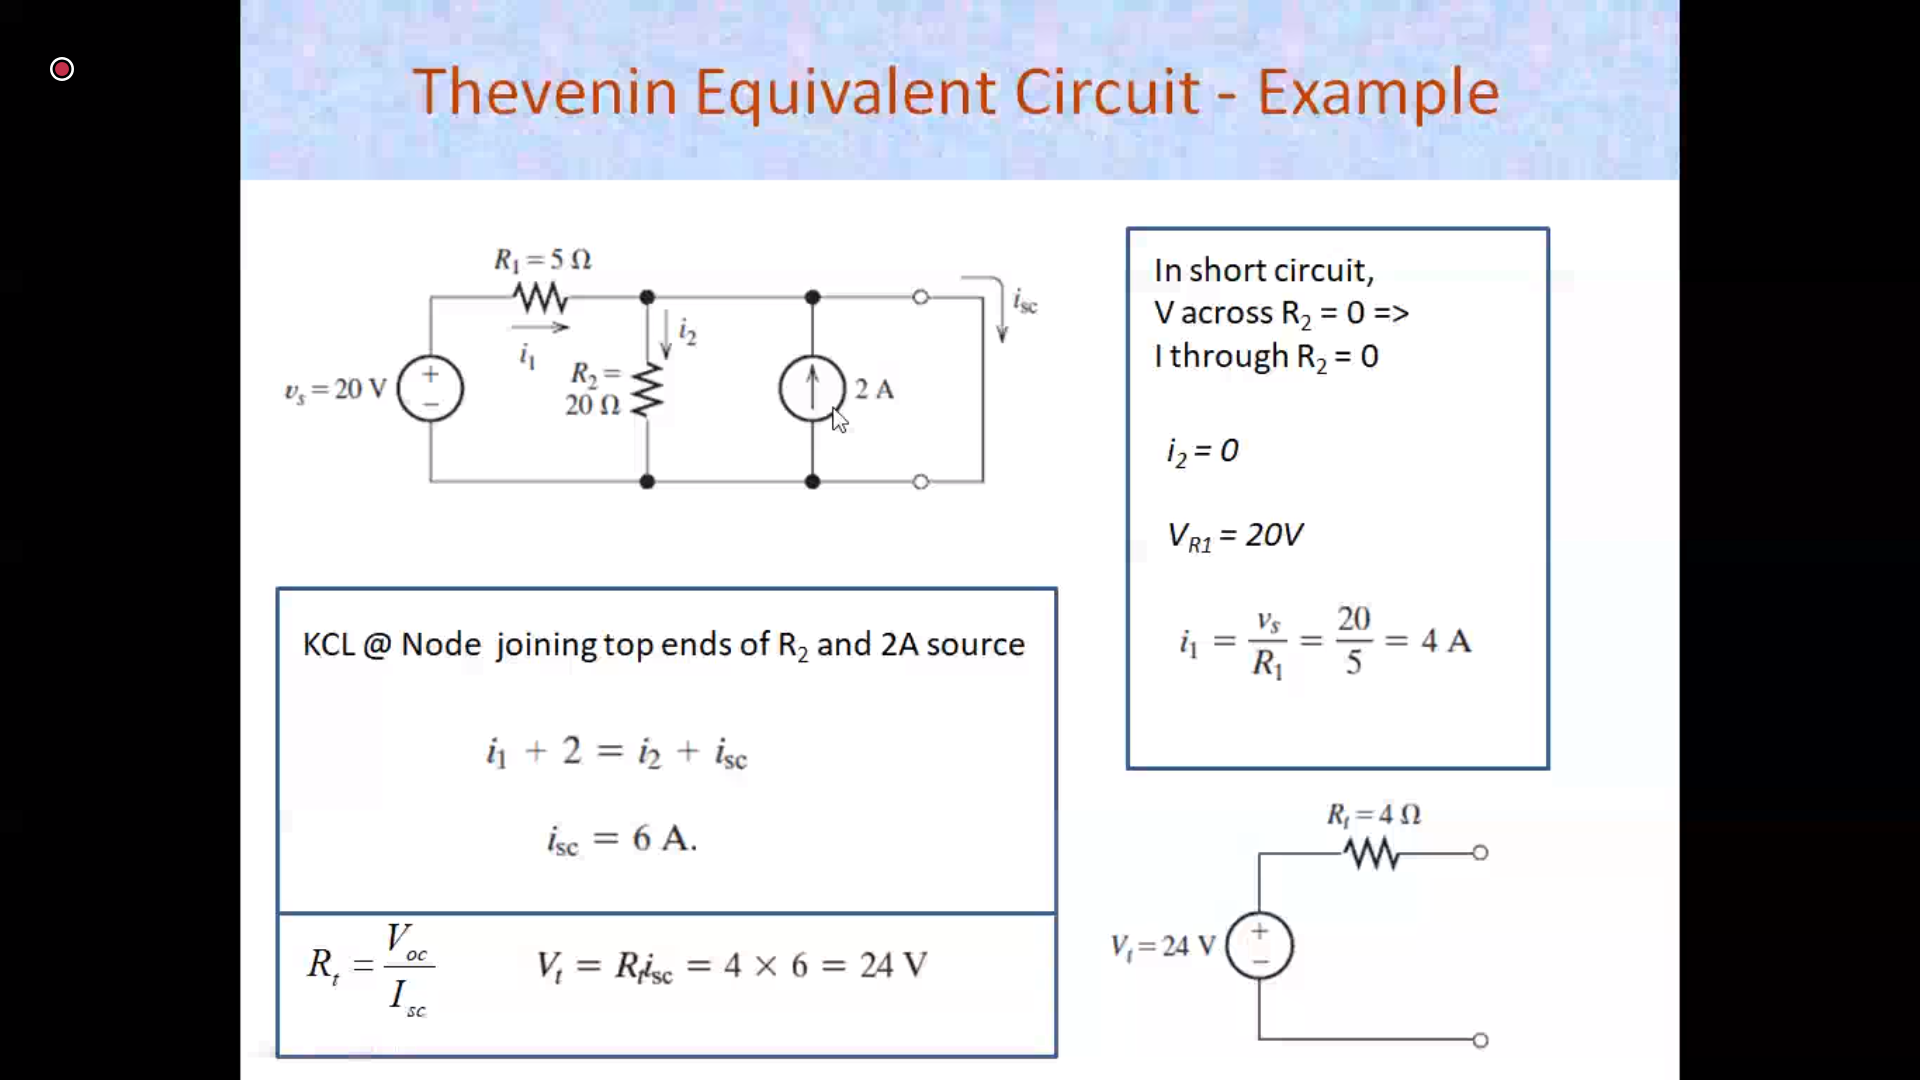 Thevenin Equivalent Circuit - Example
R₁ = 5 Ω
i₁
i₂
iₛc
vₛ = 20 V
R₂ =
20 Ω
2 A
In short circuit,
V across R₂ = 0 =>
I through R₂ = 0
i₂ = 0
V_R1 = 20V
i₁ = vₛ/R₁ = 20/5 = 4 A
KCL @ Node joining top ends of R₂ and 2A source
i₁ + 2 = i₂ + i_sc
i_sc = 6 A.
R_t = V_oc/I_sc
V_t = R_t i_sc = 4 × 6 = 24 V
R_t = 4 Ω
V_t = 24 V
+
−
+
−